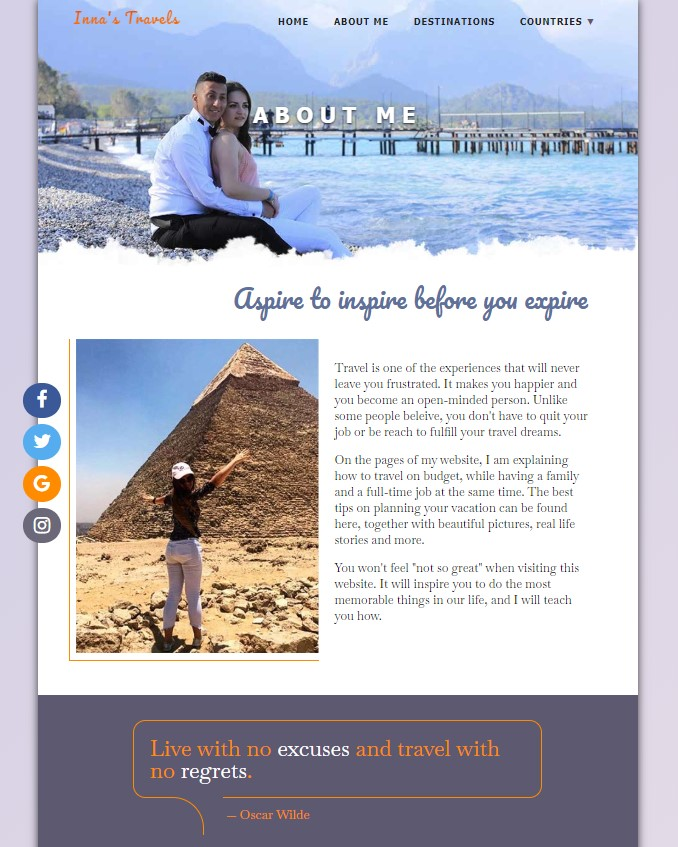 Inna's Travels
HOME ABOUT ME DESTINATIONS COUNTRIES ▼
ABOUT ME
Aspire to inspire before you expire
Travel is one of the experiences that will never
leave you frustrated. It makes you happier and
you become an open-minded person. Unlike
some people beleive, you don't have to quit your
job or be reach to fulfill your travel dreams.
On the pages of my website, I am explaining
how to travel on budget, while having a family
and a full-time job at the same time. The best
tips on planning your vacation can be found
here, together with beautiful pictures, real life
stories and more.
You won't feel "not so great" when visiting this
website. It will inspire you to do the most
memorable things in our life, and I will teach
you how.
Live with no excuses and travel with
no regrets.
— Oscar Wilde